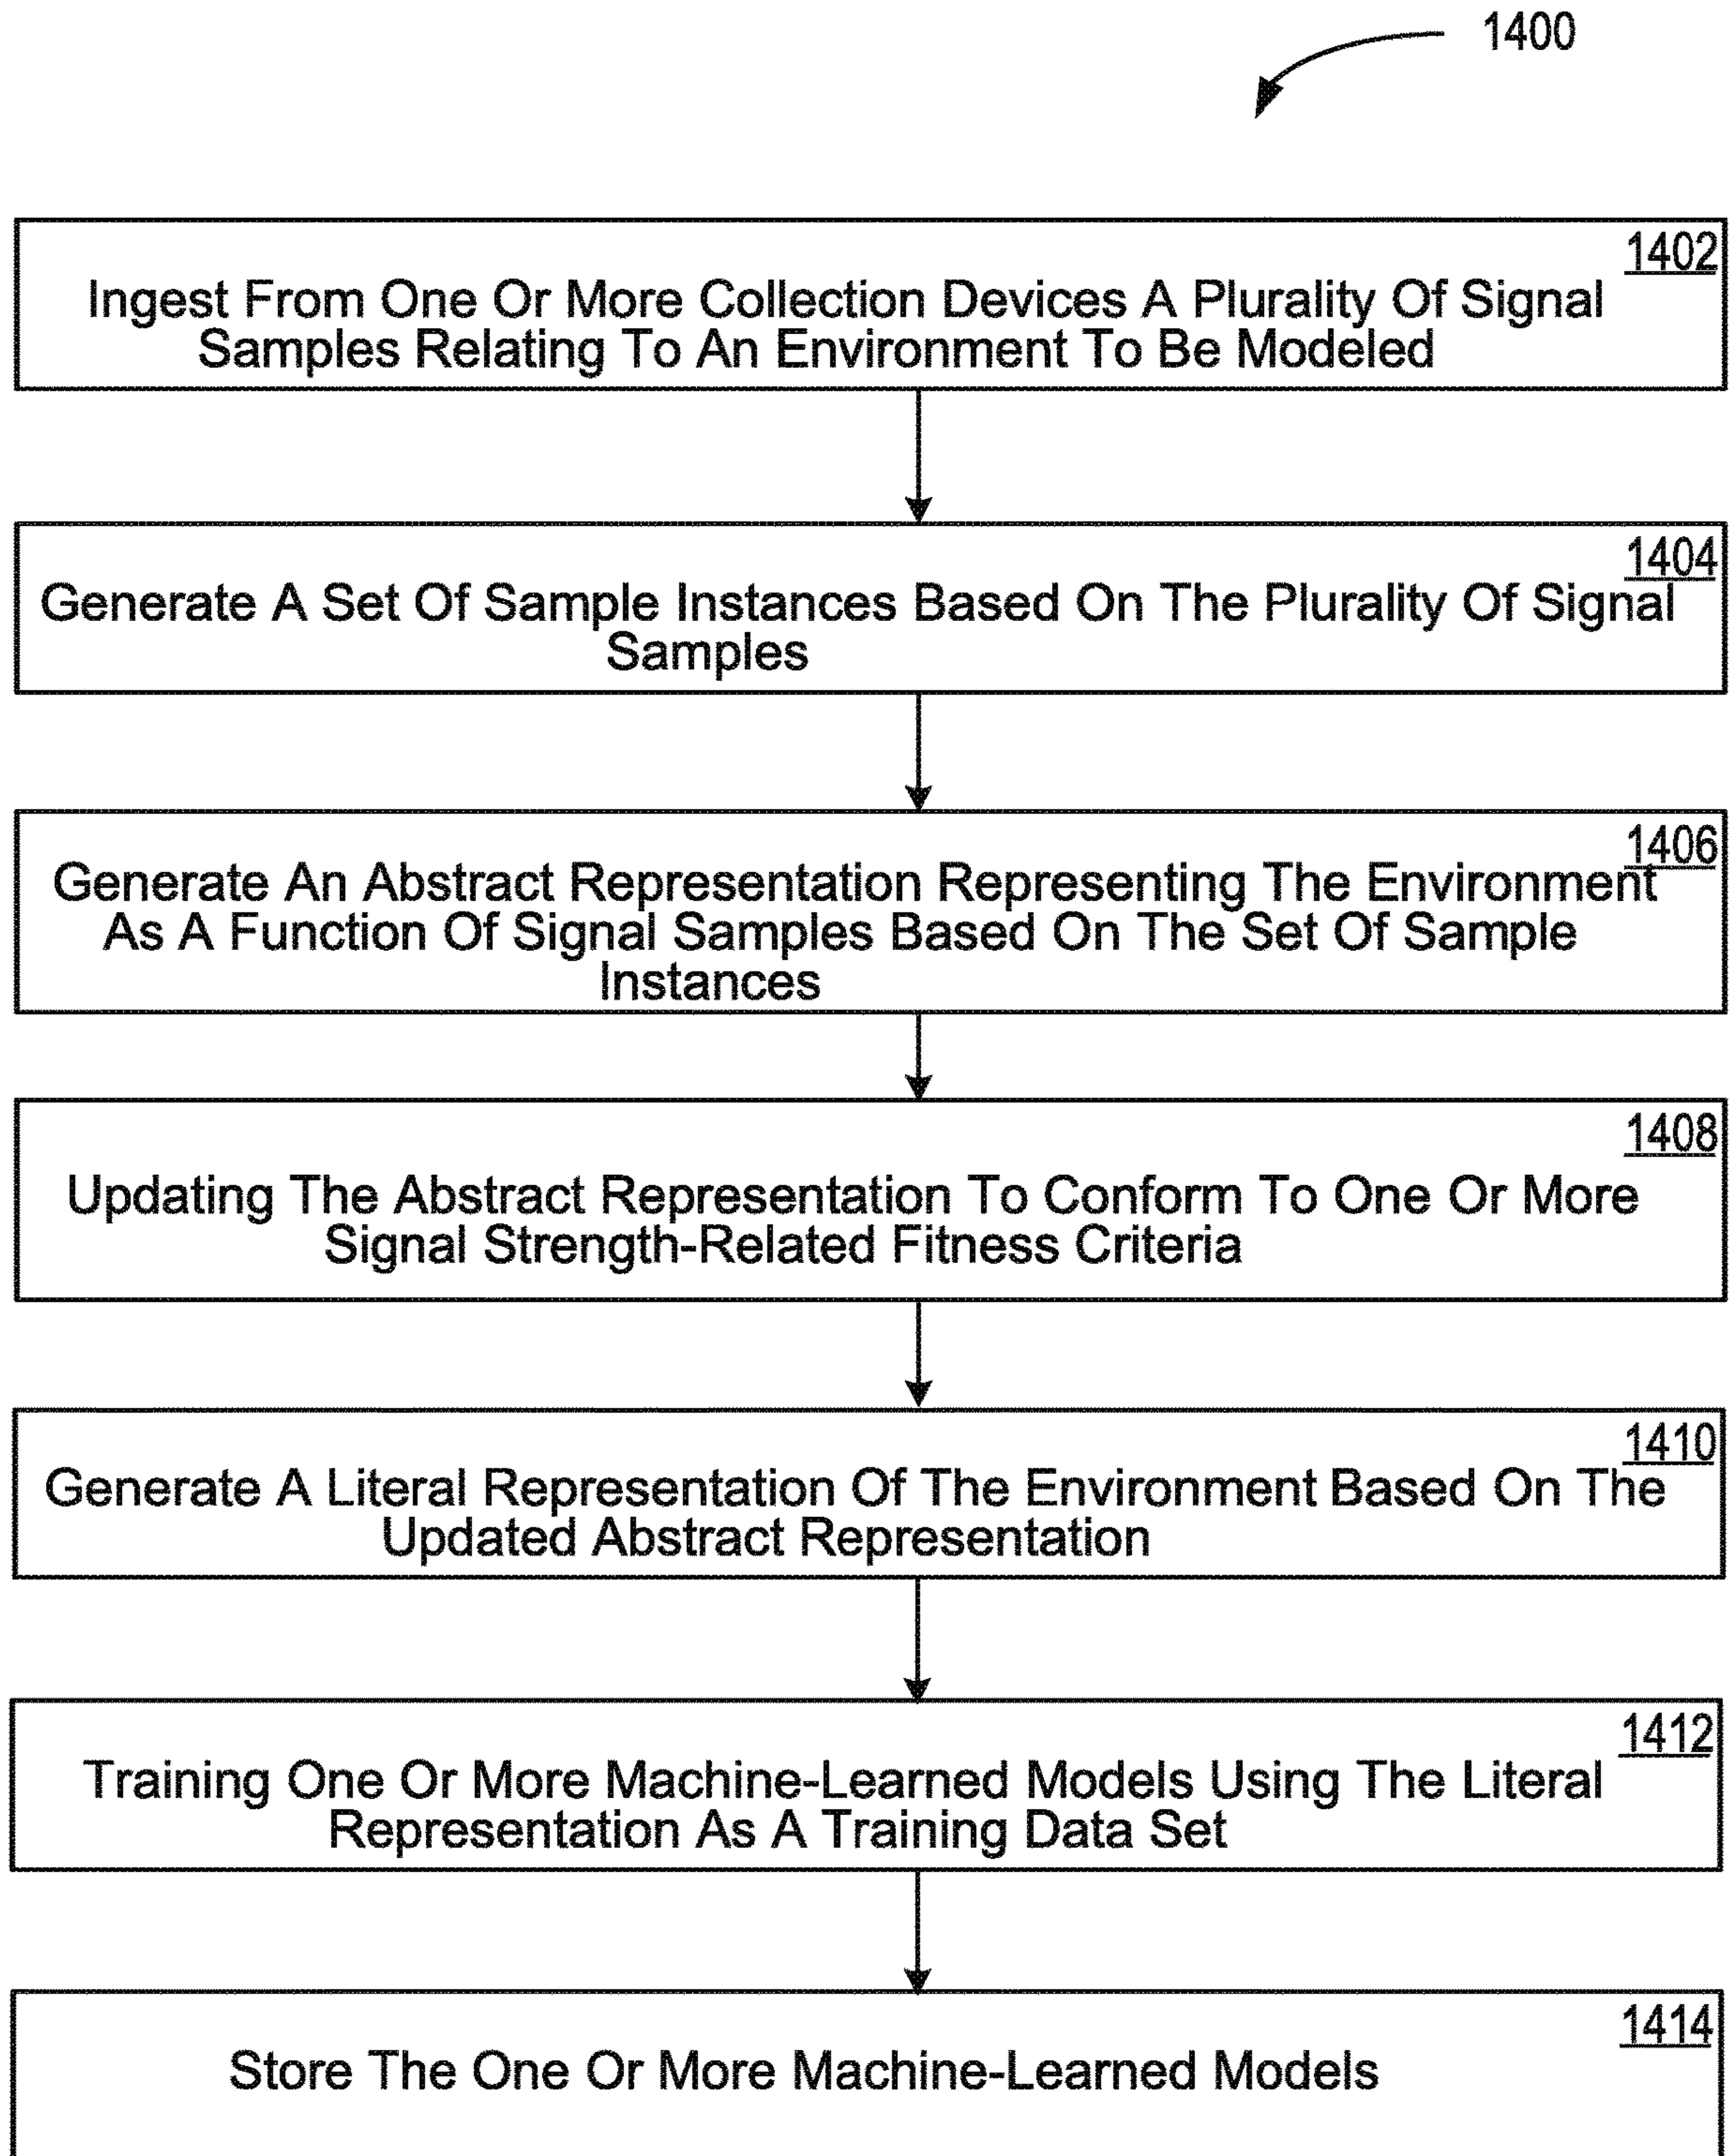 1400
1402
Ingest From One Or More Collection Devices A Plurality Of Signal
Samples Relating To An Environment To Be Modeled
1404
Generate A Set Of Sample Instances Based On The Plurality Of Signal
Samples
1406
Generate An Abstract Representation Representing The Environment
As A Function Of Signal Samples Based On The Set Of Sample
Instances
1408
Updating The Abstract Representation To Conform To One Or More
Signal Strength-Related Fitness Criteria
1410
Generate A Literal Representation Of The Environment Based On The
Updated Abstract Representation
1412
Training One Or More Machine-Learned Models Using The Literal
Representation As A Training Data Set
1414
Store The One Or More Machine-Learned Models